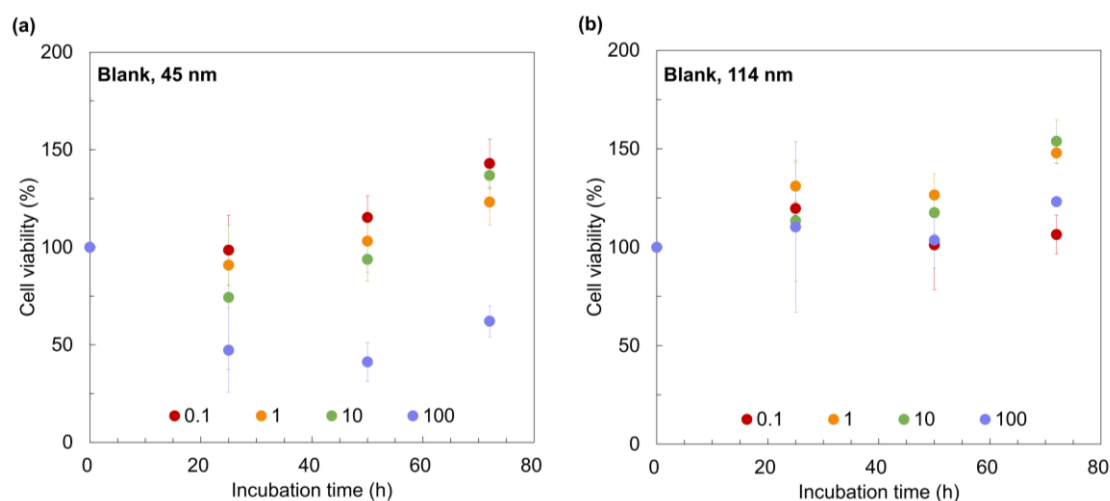 (a)
200
Blank, 45 nm
150
100
50
0
Cell viability (%)
0.1 1 10 100
0 20 40 60 80
Incubation time (h)
(b)
200
Blank, 114 nm
150
100
50
0
Cell viability (%)
0.1 1 10 100
0 20 40 60 80
Incubation time (h)